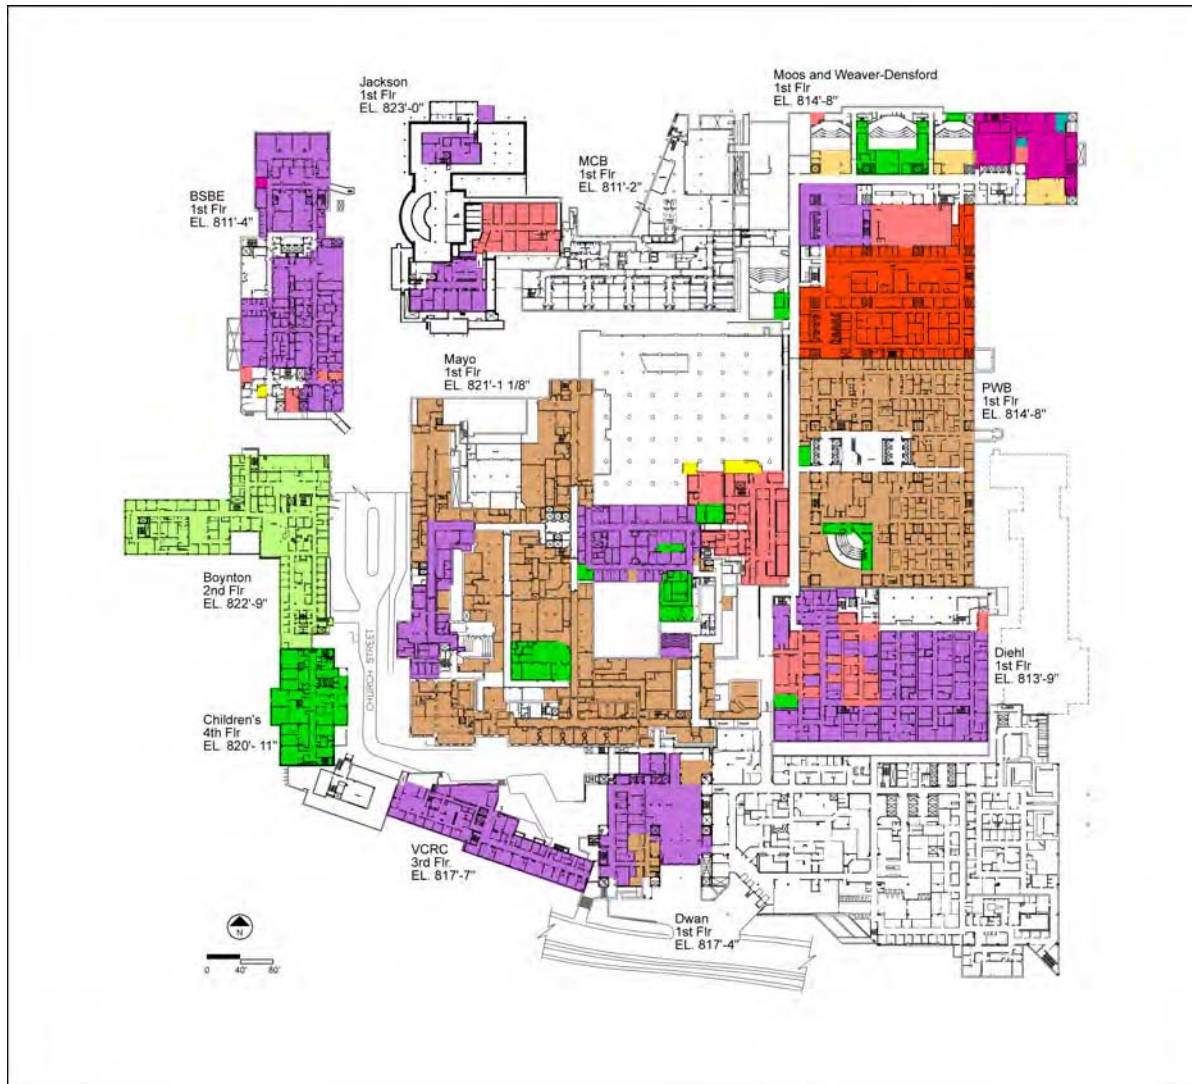 Moos and Weaver-Densford
1st Flr
EL. 814'-8"
Jackson
1st Flr
EL. 823'-0"
MCB
1st Flr
EL. 811'-2"
BSBE
1st Flr
EL. 811'-4"
Mayo
1st Flr
EL. 821'-1 1/8"
PWB
1st Flr
EL. 814'-8"
Boynton
2nd Flr
EL. 822'-9"
CHURCH STREET
Diehl
1st Flr
EL. 813'-9"
Children's
4th Flr
EL. 820'- 11"
VCRC
3rd Flr.
EL. 817'-7"
Dwan
1st Flr
EL. 817'-4"
N
0 40' 80'